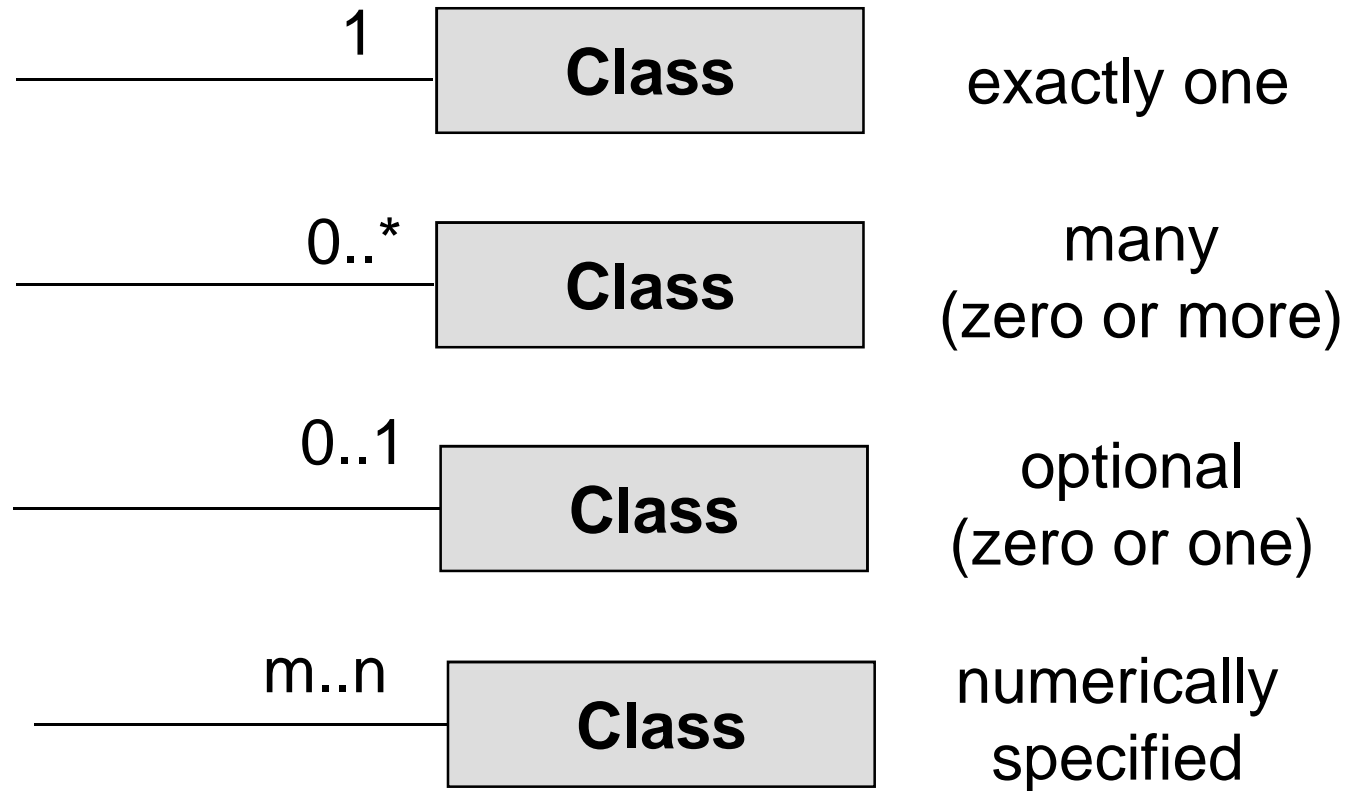 1
Class
exactly one
0..*
Class
many
(zero or more)
0..1
Class
optional
(zero or one)
m..n
Class
numerically
specified